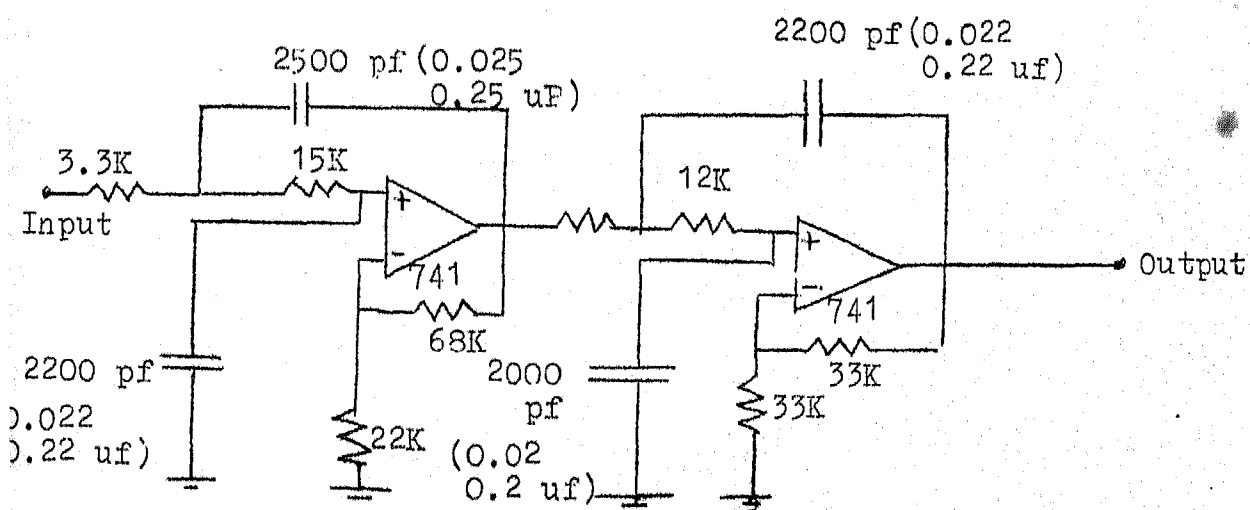 2200 pf(0.022
0.22 uf)
2500 pf(0.025
0.25 uF)
3.3K
15K
12K
Input
+
-
741
68K
+
-
741
33K
Output
2200 pf
0.022
0.22 uf)
22K
2000
pf
(0.02
0.2 uf)
33K